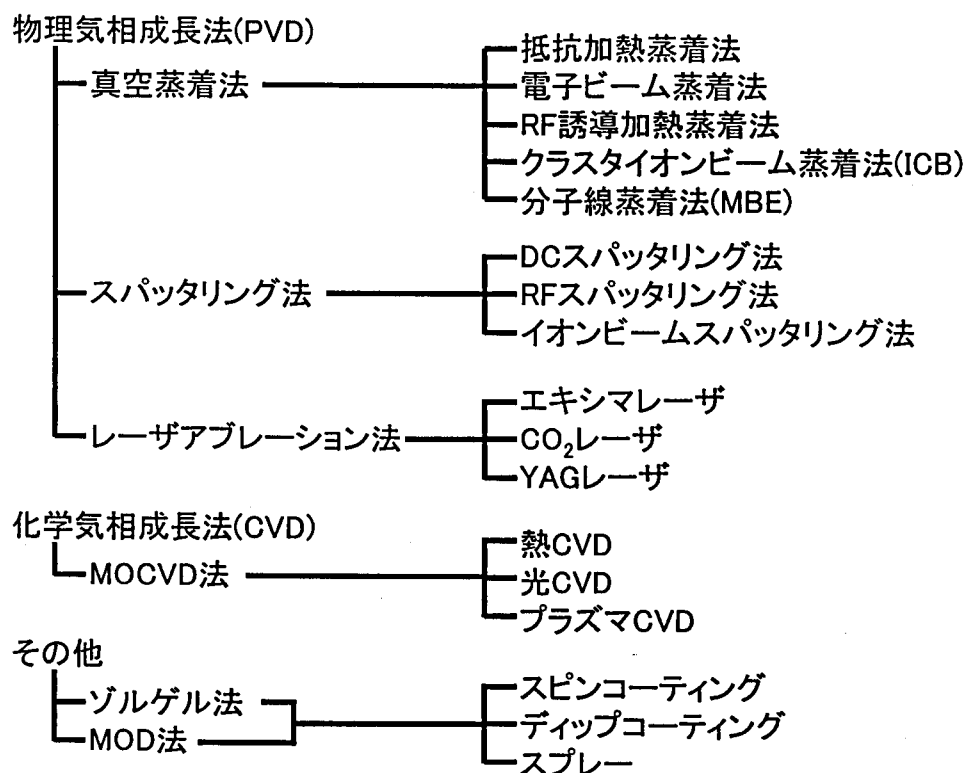 物理気相成長法(PVD)
真空蒸着法
抵抗加熱蒸着法
電子ビーム蒸着法
RF誘導加熱蒸着法
クラスタイオンビーム蒸着法(ICB)
分子線蒸着法(MBE)
スパッタリング法
DCスパッタリング法
RFスパッタリング法
イオンビームスパッタリング法
レーザアブレーション法
エキシマレーザ
CO₂レーザ
YAGレーザ
化学気相成長法(CVD)
MOCVD法
熱CVD
光CVD
プラズマCVD
その他
ゾルゲル法
MOD法
スピンコーティング
ディップコーティング
スプレー